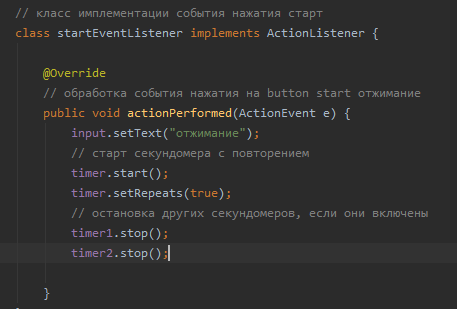 // класс имплементации события нажатия старт
class startEventListener implements ActionListener {
@Override
// обработка события нажатия на button start отжимание
public void actionPerformed(ActionEvent e) {
input.setText("отжимание");
// старт секундомера с повторением
timer.start();
timer.setRepeats(true);
// остановка других секундомеров, если они включены
timer1.stop();
timer2.stop();
}